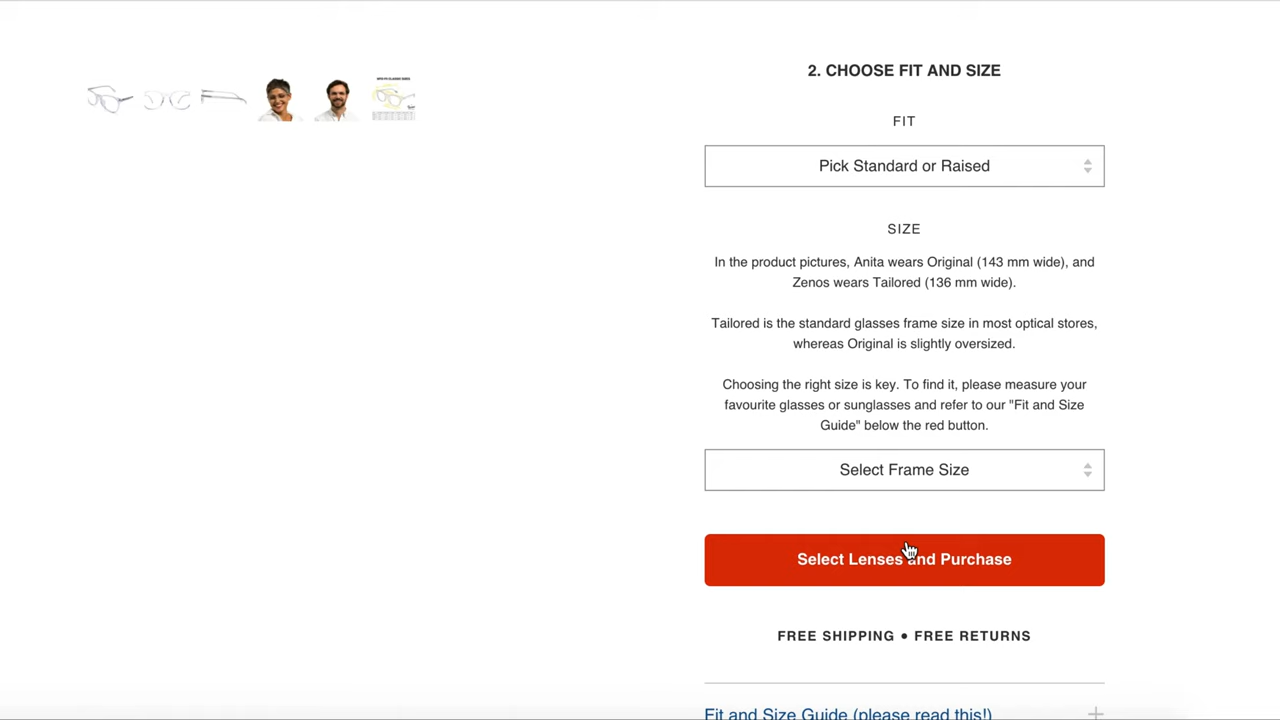 2. CHOOSE FIT AND SIZE
FIT
Pick Standard or Raised
SIZE
In the product pictures, Anita wears Original (143 mm wide), and
Zenos wears Tailored (136 mm wide).
Tailored is the standard glasses frame size in most optical stores,
whereas Original is slightly oversized.
Choosing the right size is key. To find it, please measure your
favourite glasses or sunglasses and refer to our "Fit and Size
Guide" below the red button.
Select Frame Size
Select Lenses and Purchase
FREE SHIPPING • FREE RETURNS
Fit and Size Guide (please read this!)